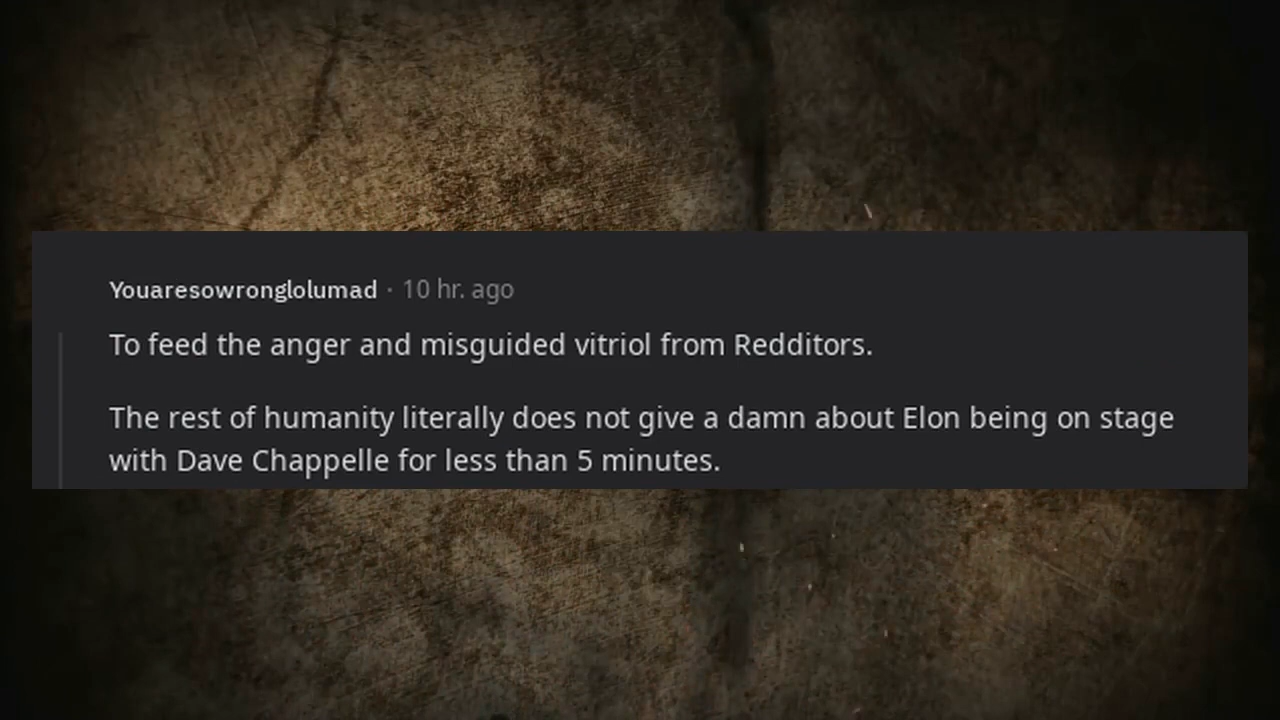 Youaresowronglolumad · 10 hr. ago
To feed the anger and misguided vitriol from Redditors.
The rest of humanity literally does not give a damn about Elon being on stage
with Dave Chappelle for less than 5 minutes.